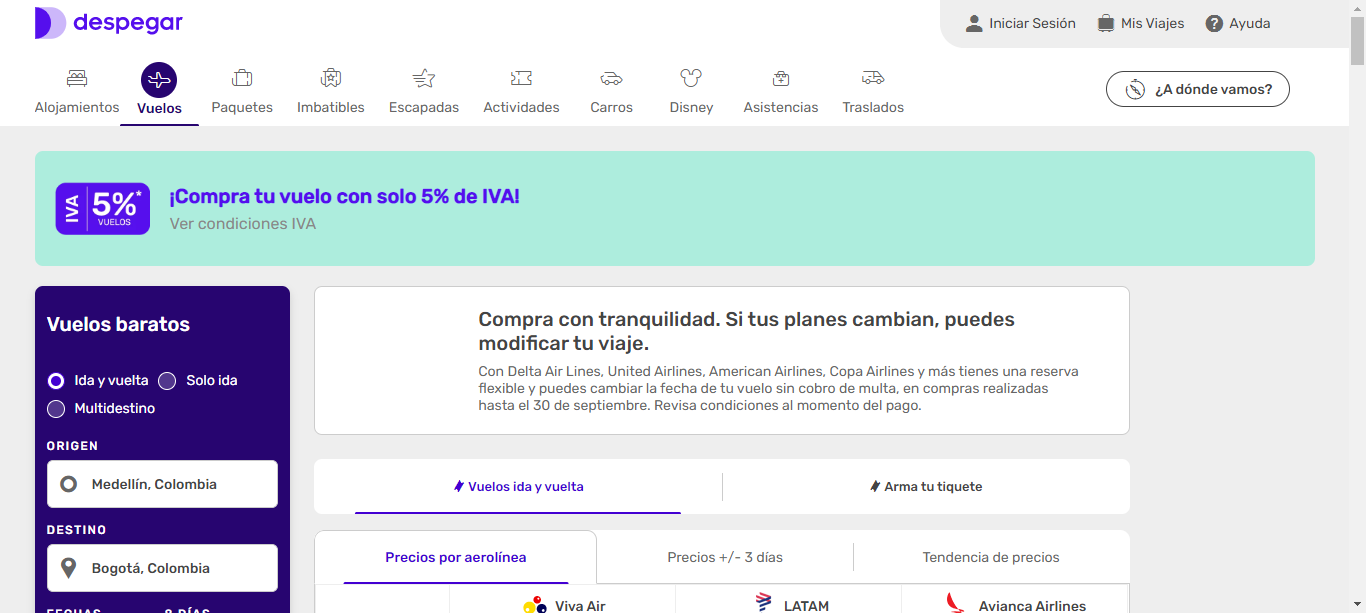 despegar
Iniciar Sesión
Mis Viajes
Ayuda
Alojamientos
Vuelos
Paquetes
Imbatibles
Escapadas
Actividades
Carros
Disney
Asistencias
Traslados
¿A dónde vamos?
IVA 5%*
VUELOS
¡Compra tu vuelo con solo 5% de IVA!
Ver condiciones IVA
Vuelos baratos
Ida y vuelta
Solo ida
Multidestino
ORIGEN
Medellín, Colombia
DESTINO
Bogotá, Colombia
FECHAS
8 DÍAS
Compra con tranquilidad. Si tus planes cambian, puedes
modificar tu viaje.
Con Delta Air Lines, United Airlines, American Airlines, Copa Airlines y más tienes una reserva
flexible y puedes cambiar la fecha de tu vuelo sin cobro de multa, en compras realizadas
hasta el 30 de septiembre. Revisa condiciones al momento del pago.
Vuelos ida y vuelta
Arma tu tiquete
Precios por aerolínea
Precios +/- 3 días
Tendencia de precios
Viva Air
LATAM
Avianca Airlines